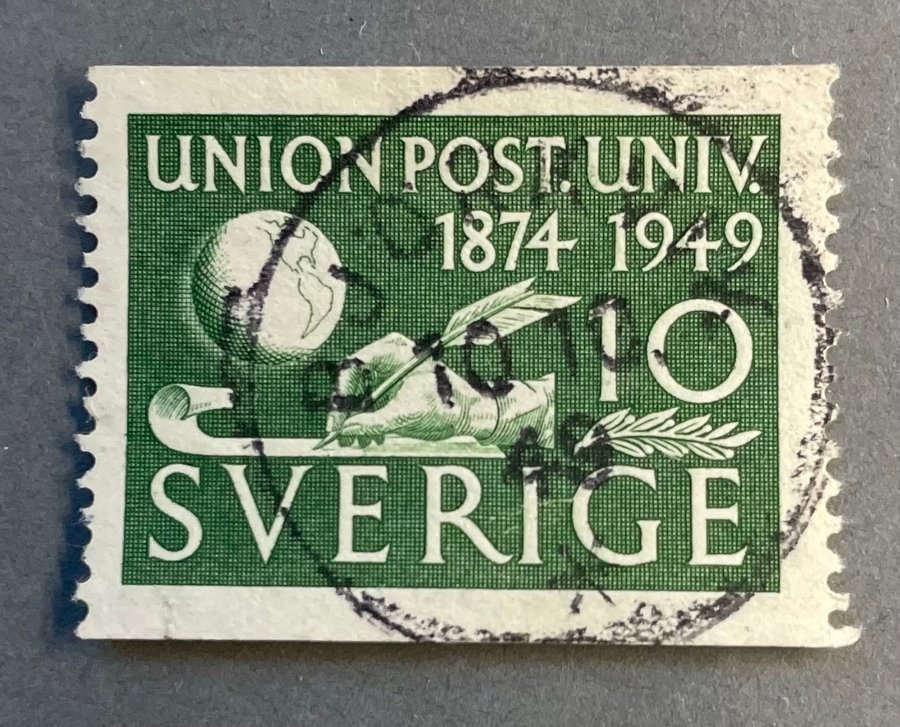 UNION POST. UNIV.
1874 1949
10
SVERIGE